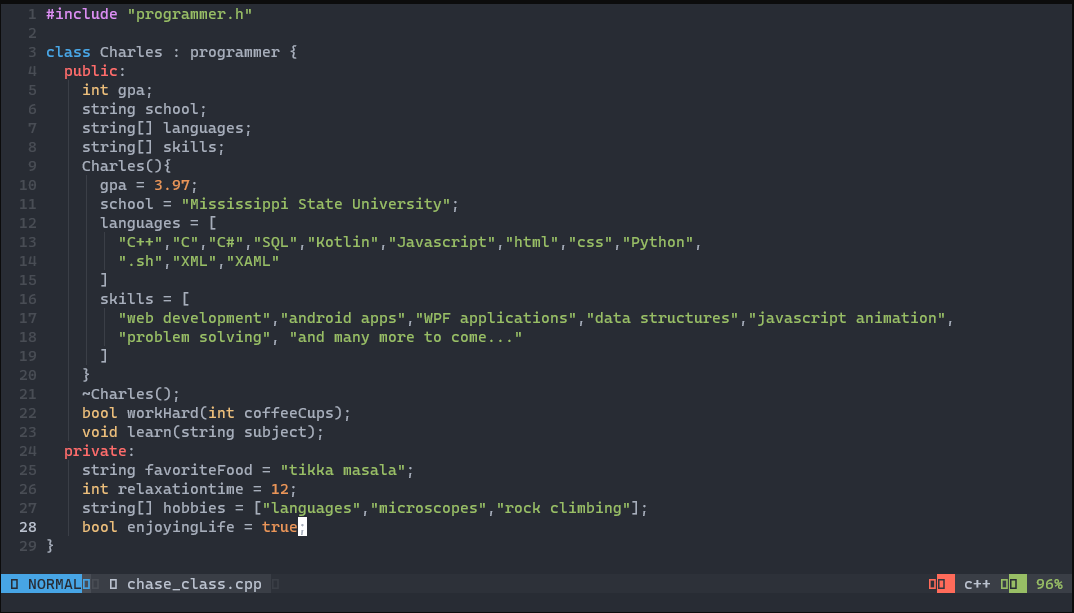 1 #include "programmer.h"
2
3 class Charles : programmer {
4   public:
5     int gpa;
6     string school;
7     string[] languages;
8     string[] skills;
9     Charles(){
10       gpa = 3.97;
11       school = "Mississippi State University";
12       languages = [
13         "C++","C","C#","SQL","Kotlin","Javascript","html","css","Python",
14         ".sh","XML","XAML"
15       ]
16       skills = [
17         "web development","android apps","WPF applications","data structures","javascript animation",
18         "problem solving", "and many more to come..."
19       ]
20     }
21     ~Charles();
22     bool workHard(int coffeeCups);
23     void learn(string subject);
24   private:
25     string favoriteFood = "tikka masala";
26     int relaxationtime = 12;
27     string[] hobbies = ["languages","microscopes","rock climbing"];
28     bool enjoyingLife = true;
29 }
NORMAL chase_class.cpp c++ 96%